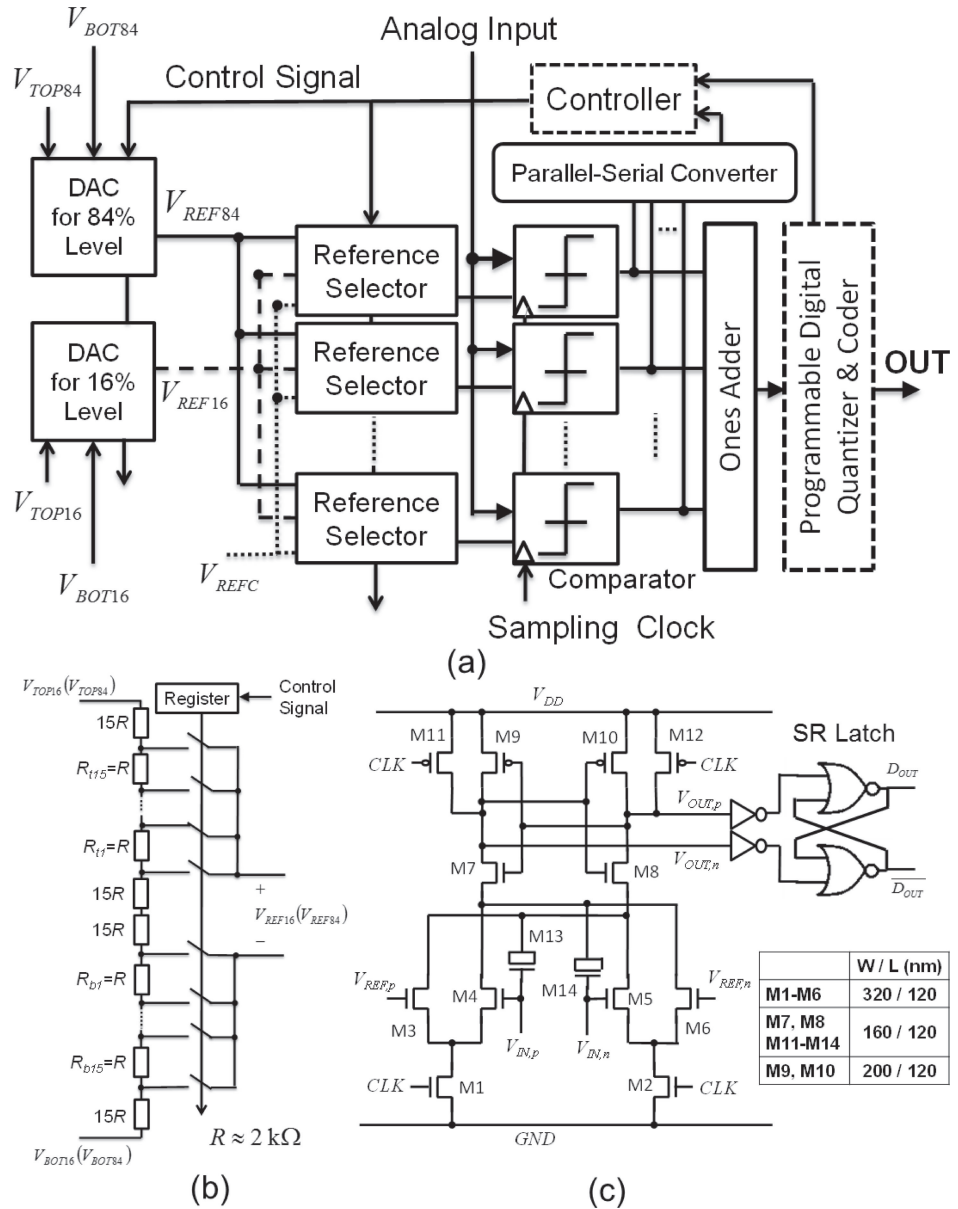 V_BOT84
V_TOP84
Analog Input
Control Signal
Controller
Parallel-Serial Converter
DAC for 84% Level
V_REF84
Reference Selector
DAC for 16% Level
V_REF16
Reference Selector
Reference Selector
V_TOP16
V_BOT16
V_REFC
Comparator
Sampling Clock
Ones Adder
Programmable Digital Quantizer & Coder
OUT
(a)
V_TOP16(V_TOP84)
Register
Control Signal
15R
R_t15=R
R_t1=R
15R
15R
+
V_REF16(V_REF84)
−
R_b1=R
R_b15=R
15R
V_BOT16(V_BOT84)
R ≈ 2 kΩ
(b)
V_DD
M11
M9
M10
M12
CLK
CLK
SR Latch
D_OUT
V_OUT,p
V_OUT,n
D_OUT
M7
M8
M13
M14
V_REF,p
V_REF,n
M4
M5
M3
M6
V_IN,p
V_IN,n
CLK
M1
M2
CLK
GND
W / L (nm)
M1-M6 320 / 120
M7, M8
M11-M14 160 / 120
M9, M10 200 / 120
(c)